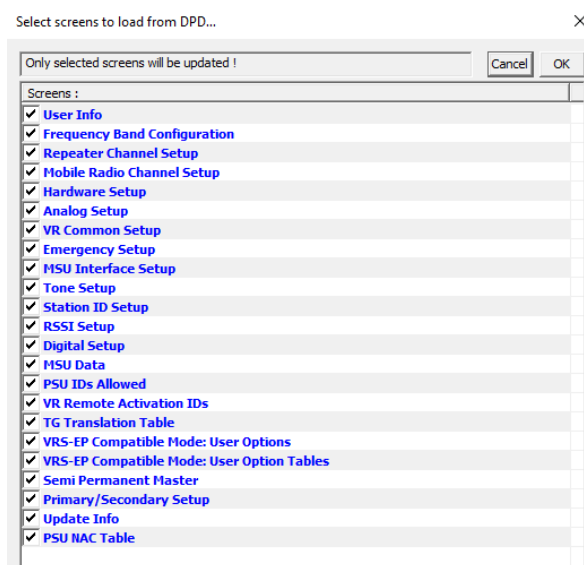 Select screens to load from DPD...
Only selected screens will be updated !
Cancel
OK
Screens :
User Info
Frequency Band Configuration
Repeater Channel Setup
Mobile Radio Channel Setup
Hardware Setup
Analog Setup
VR Common Setup
Emergency Setup
MSU Interface Setup
Tone Setup
Station ID Setup
RSSI Setup
Digital Setup
MSU Data
PSU IDs Allowed
VR Remote Activation IDs
TG Translation Table
VRS-EP Compatible Mode: User Options
VRS-EP Compatible Mode: User Option Tables
Semi Permanent Master
Primary/Secondary Setup
Update Info
PSU NAC Table